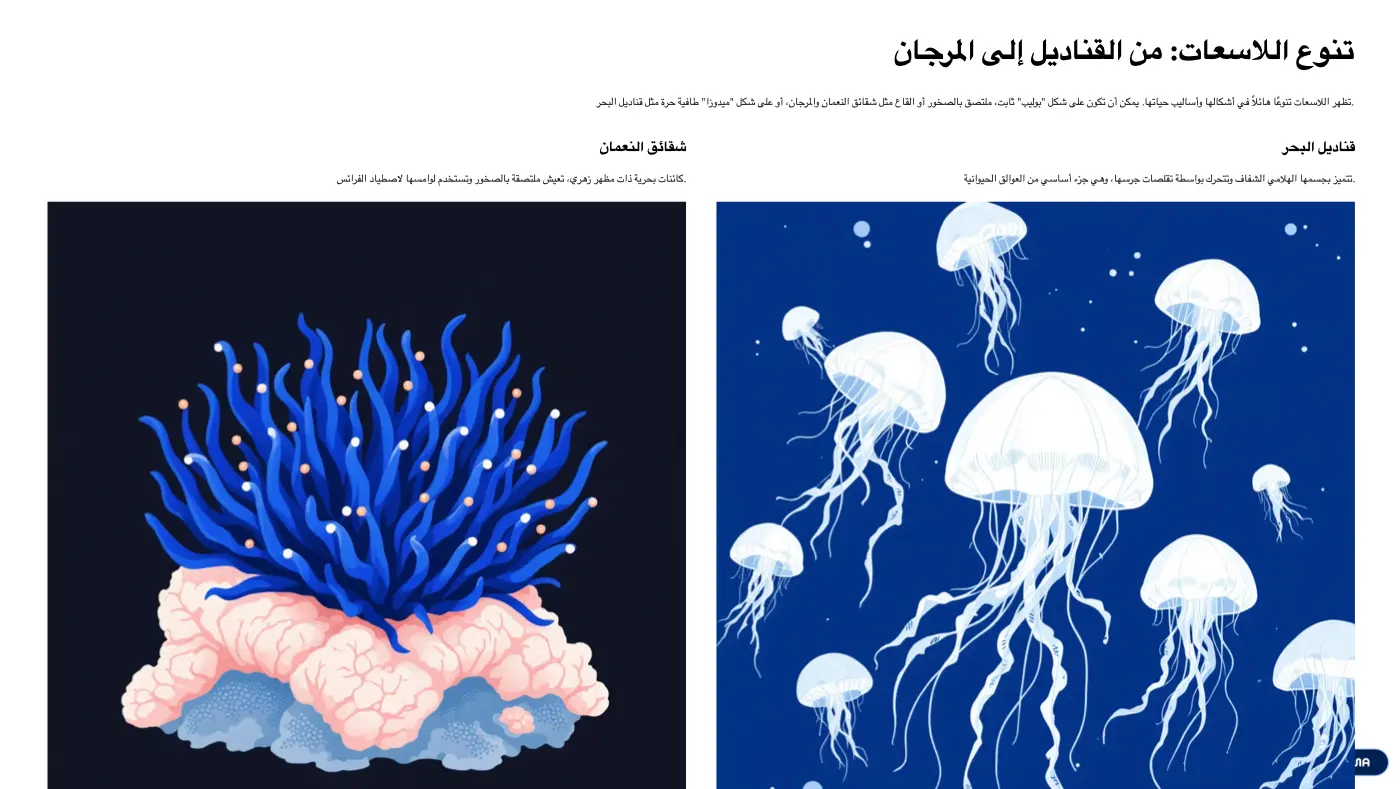 تنوع اللاسعات: من القناديل إلى المرجان
تظهر اللاسعات تنوعًا هائلاً في أشكالها وأساليب حياتها. يمكن أن تكون على شكل "بوليب" ثابت، ملتصق بالصخور أو القاع مثل شقائق النعمان والمرجان، أو على شكل "ميدوزا" طافية حرة مثل قناديل البحر.
قناديل البحر
تتميز بجسمها الهلامي الشفاف وتتحرك بواسطة تقلصات جرسها، وهي جزء أساسي من العوالق الحيوانية.
شقائق النعمان
كائنات بحرية ذات مظهر زهري، تعيش ملتصقة بالصخور وتستخدم لوامسها لاصطياد الفرائس.